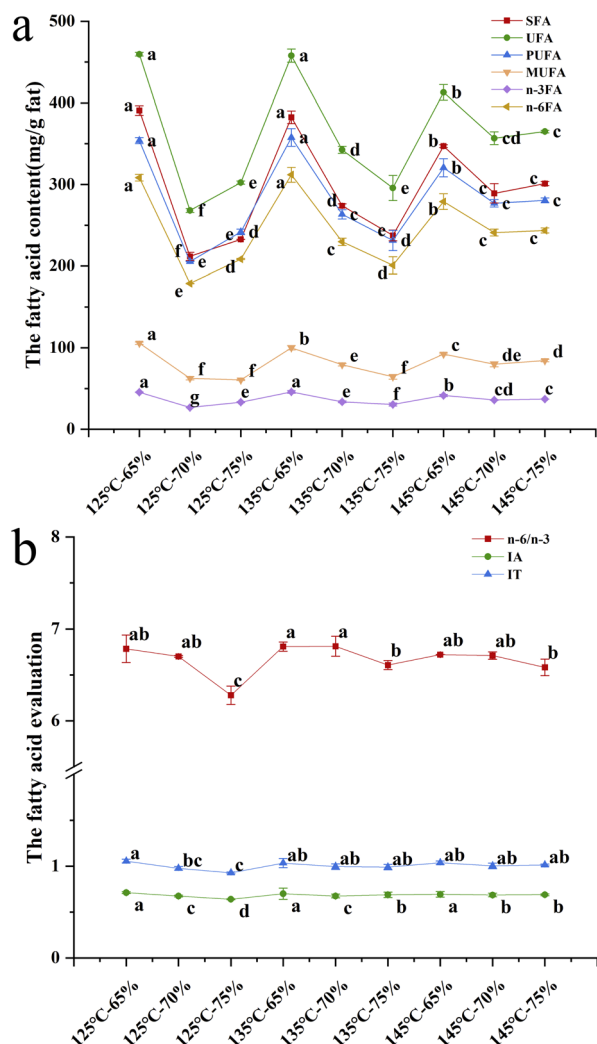 a
The fatty acid content(mg/g fat)
500
400
300
200
100
0
SFA
UFA
PUFA
MUFA
n-3FA
n-6FA
a a b
a a d b cd c
a a e b c c
a f e a d c e b c c
f e d c d c c
e d
a f f b e f c de d
a g e a e f b cd c
125°C-65%
125°C-70%
125°C-75%
135°C-65%
135°C-70%
135°C-75%
145°C-65%
145°C-70%
145°C-75%
b
The fatty acid evaluation
8
7
6
1
0
n-6/n-3
IA
IT
ab ab c a a b ab ab b
a bc c ab ab ab ab ab ab
a c d a c b a b b
125°C-65%
125°C-70%
125°C-75%
135°C-65%
135°C-70%
135°C-75%
145°C-65%
145°C-70%
145°C-75%